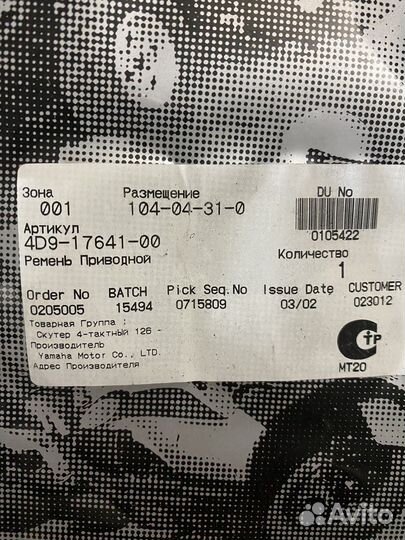 Зона Размещение DU No
001 104-04-31-0
0105422
Артикул
4D9-17641-00 Количество
Ремень Приводной 1
Order No BATCH Pick Seq.No Issue Date CUSTOMER
0205005 15494 0715809 03/02 023012
Товарная Группа :
Скутер 4-тактный 126 -
Производитель
Yamaha Motor Co., LTD.
Адрес Производителя
МТ20
Avito